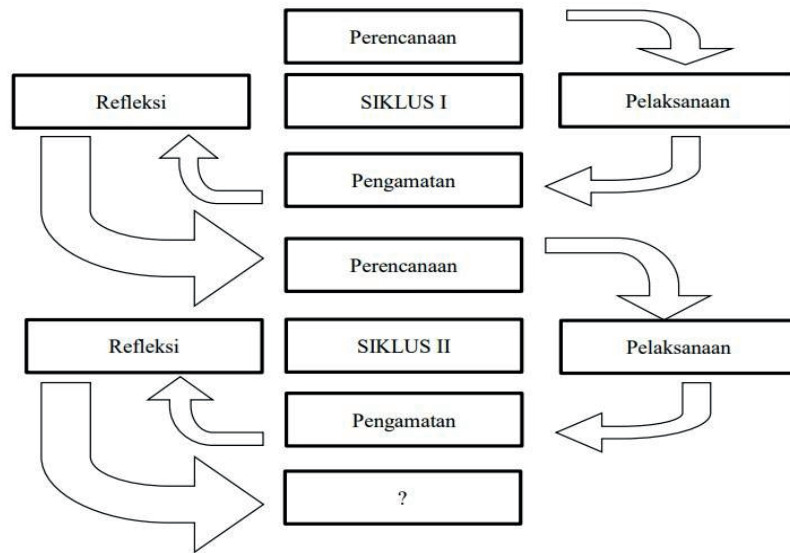 Perencanaan
Refleksi
SIKLUS I
Pelaksanaan
Pengamatan
Perencanaan
Refleksi
SIKLUS II
Pelaksanaan
Pengamatan
?